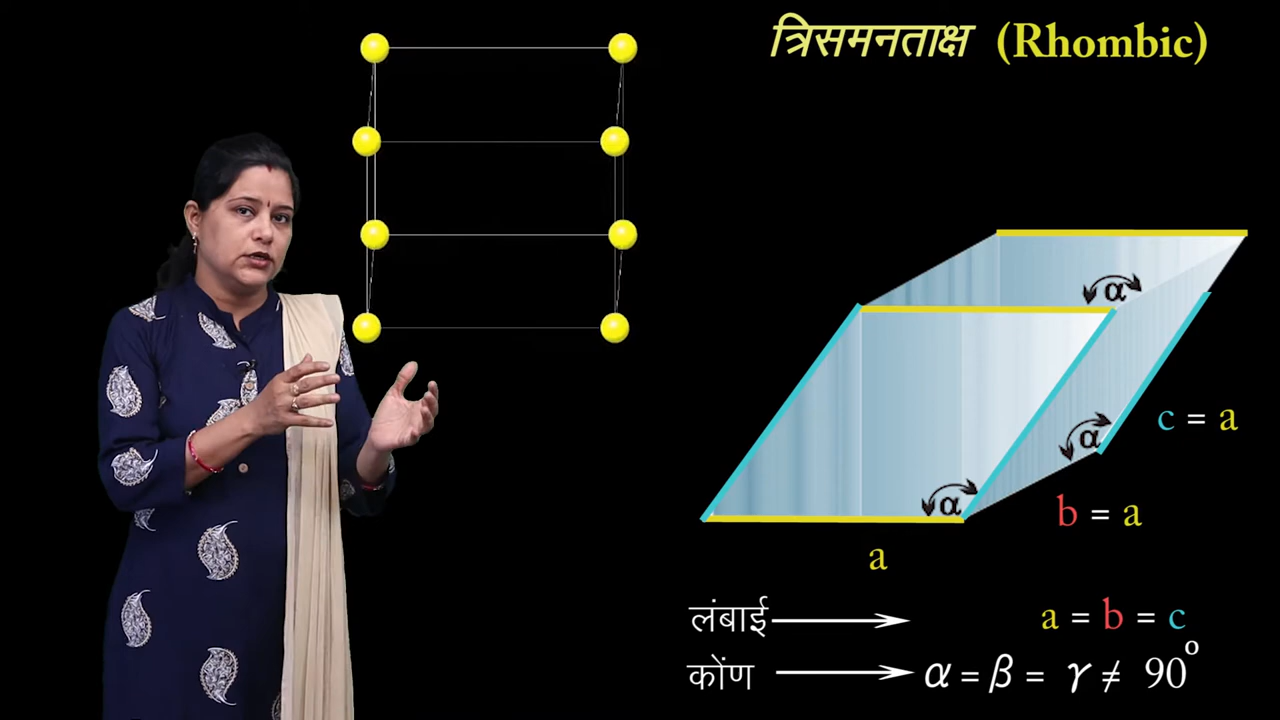 त्रिसमनताक्ष (Rhombic)
α
c = a
α
α
b = a
a
लंबाई a = b = c
कोंण α = β = γ ≠ 90°